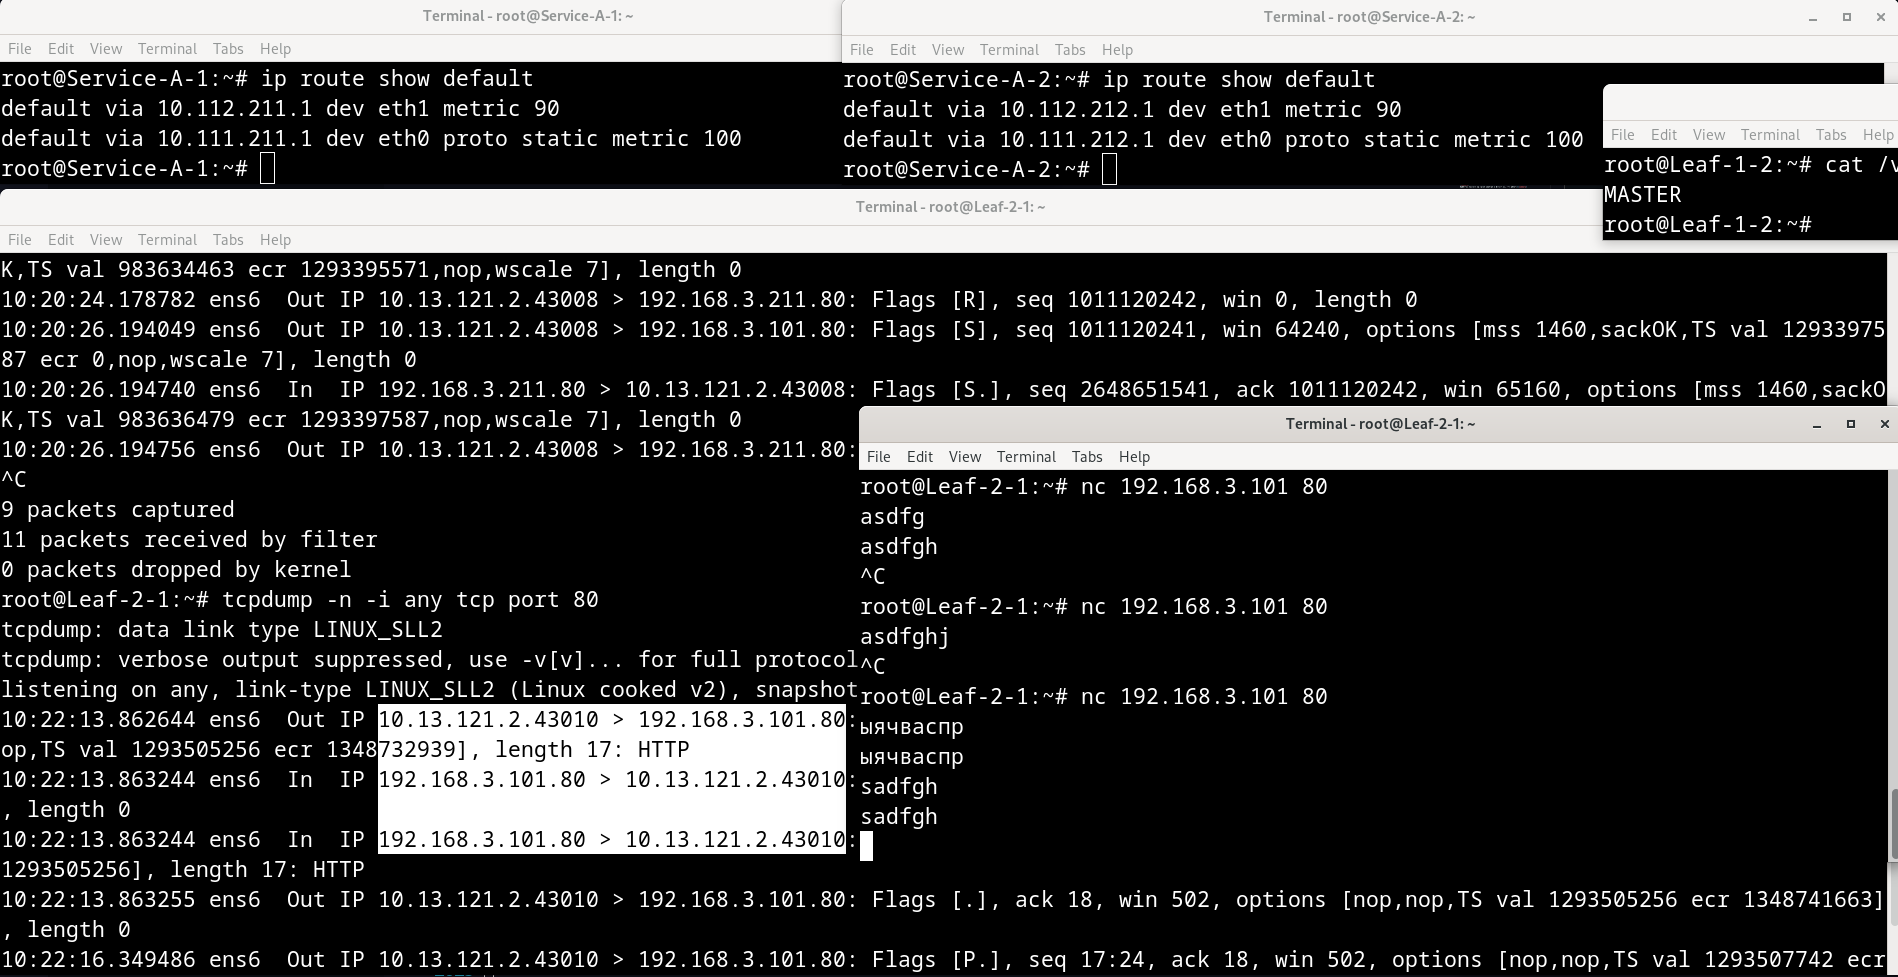 Terminal - root@Service-A-1: ~
File Edit View Terminal Tabs Help
root@Service-A-1:~# ip route show default
default via 10.112.211.1 dev eth1 metric 90
default via 10.111.211.1 dev eth0 proto static metric 100
root@Service-A-1:~#
Terminal - root@Service-A-2: ~
File Edit View Terminal Tabs Help
root@Service-A-2:~# ip route show default
default via 10.112.212.1 dev eth1 metric 90
default via 10.111.212.1 dev eth0 proto static metric 100
root@Service-A-2:~#
File Edit View Terminal Tabs Help
root@Leaf-1-2:~# cat /v
MASTER
root@Leaf-1-2:~#
Terminal - root@Leaf-2-1: ~
File Edit View Terminal Tabs Help
K,TS val 983634463 ecr 1293395571,nop,wscale 7], length 0
10:20:24.178782 ens6  Out IP 10.13.121.2.43008 > 192.168.3.211.80: Flags [R], seq 1011120242, win 0, length 0
10:20:26.194049 ens6  Out IP 10.13.121.2.43008 > 192.168.3.101.80: Flags [S], seq 1011120241, win 64240, options [mss 1460,sackOK,TS val 12933975
87 ecr 0,nop,wscale 7], length 0
10:20:26.194740 ens6  In  IP 192.168.3.211.80 > 10.13.121.2.43008: Flags [S.], seq 2648651541, ack 1011120242, win 65160, options [mss 1460,sackO
K,TS val 983636479 ecr 1293397587,nop,wscale 7], length 0
10:20:26.194756 ens6  Out IP 10.13.121.2.43008 > 192.168.3.211.80:
^C
9 packets captured
11 packets received by filter
0 packets dropped by kernel
root@Leaf-2-1:~# tcpdump -n -i any tcp port 80
tcpdump: data link type LINUX_SLL2
tcpdump: verbose output suppressed, use -v[v]... for full protocol
listening on any, link-type LINUX_SLL2 (Linux cooked v2), snapshot
10:22:13.862644 ens6  Out IP 10.13.121.2.43010 > 192.168.3.101.80:
op,TS val 1293505256 ecr 1348732939], length 17: HTTP
10:22:13.863244 ens6  In  IP 192.168.3.101.80 > 10.13.121.2.43010:
, length 0
10:22:13.863244 ens6  In  IP 192.168.3.101.80 > 10.13.121.2.43010:
1293505256], length 17: HTTP
10:22:13.863255 ens6  Out IP 10.13.121.2.43010 > 192.168.3.101.80: Flags [.], ack 18, win 502, options [nop,nop,TS val 1293505256 ecr 1348741663]
, length 0
10:22:16.349486 ens6  Out IP 10.13.121.2.43010 > 192.168.3.101.80: Flags [P.], seq 17:24, ack 18, win 502, options [nop,nop,TS val 1293507742 ecr
Terminal - root@Leaf-2-1: ~
File Edit View Terminal Tabs Help
root@Leaf-2-1:~# nc 192.168.3.101 80
asdfg
asdfgh
^C
root@Leaf-2-1:~# nc 192.168.3.101 80
asdfghj
^C
root@Leaf-2-1:~# nc 192.168.3.101 80
ыячваспр
ыячваспр
sadfgh
sadfgh